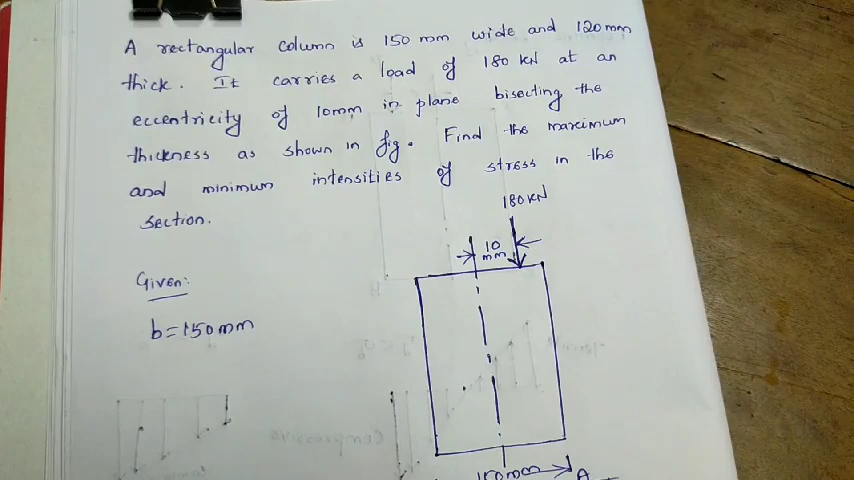 A rectangular column is 150 mm wide and 120 mm
thick. It carries a load of 180 kN at an
eccentricity of 10mm in plane bisecting the
thickness as shown in fig. Find the maximum
and minimum intensities of stress in the
section.
180 kN
10
mm
Given:
b = 150 mm
150mm
A